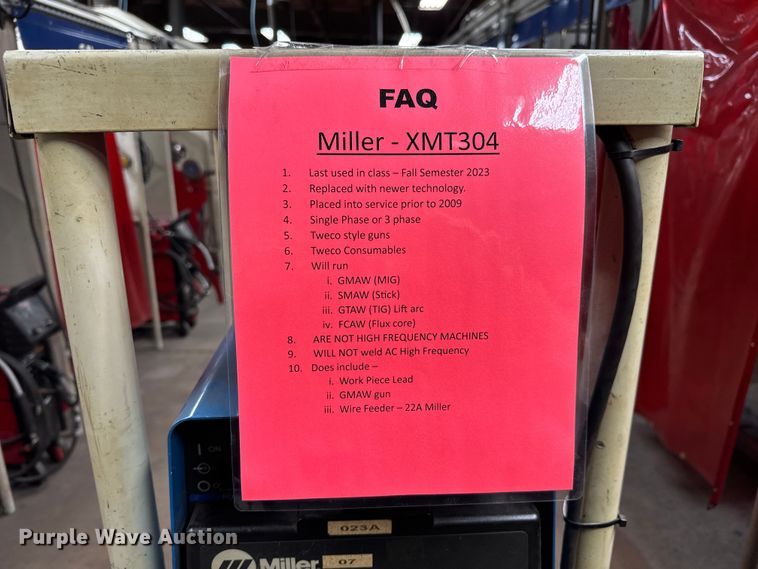 FAQ
Miller - XMT304
1. Last used in class – Fall Semester 2023
2. Replaced with newer technology.
3. Placed into service prior to 2009
4. Single Phase or 3 phase
5. Tweco style guns
6. Tweco Consumables
7. Will run
i. GMAW (MIG)
ii. SMAW (Stick)
iii. GTAW (TIG) Lift arc
iv. FCAW (Flux core)
8. ARE NOT HIGH FREQUENCY MACHINES
9. WILL NOT weld AC High Frequency
10. Does include –
i. Work Piece Lead
ii. GMAW gun
iii. Wire Feeder – 22A Miller
ON
023A
Miller
07
Purple Wave Auction